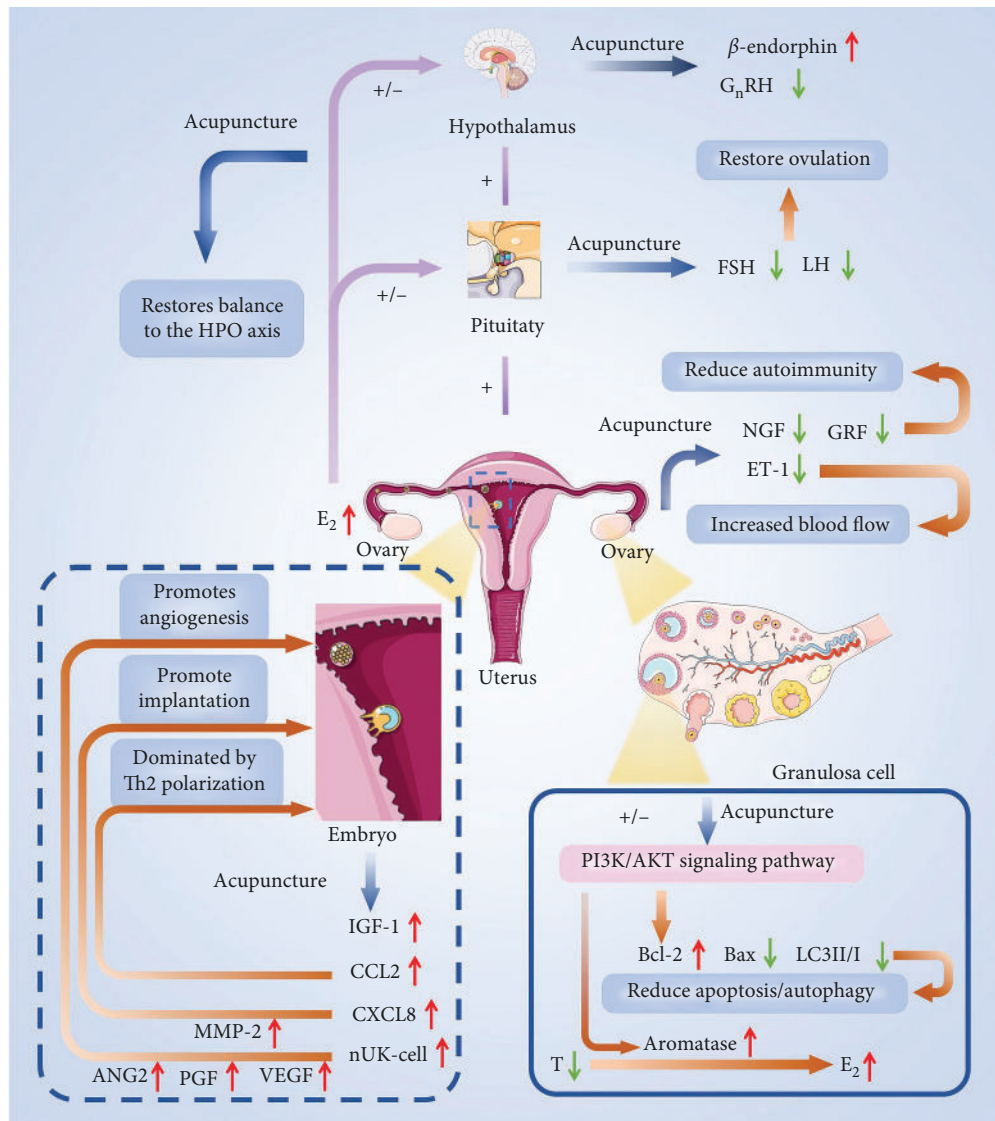 Acupuncture
β-endorphin
GnRH
+/–
Hypothalamus
Acupuncture
Restores balance
to the HPO axis
+
Restore ovulation
+/–
Acupuncture
FSH
LH
Pituitaty
+
Reduce autoimmunity
Acupuncture
NGF
GRF
ET-1
Increased blood flow
E2
Ovary
Ovary
Uterus
Promotes
angiogenesis
Promote
implantation
Dominated by
Th2 polarization
Embryo
Acupuncture
IGF-1
CCL2
CXCL8
MMP-2
nUK-cell
ANG2
PGF
VEGF
Granulosa cell
+/–
Acupuncture
PI3K/AKT signaling pathway
Bcl-2
Bax
LC3II/I
Reduce apoptosis/autophagy
Aromatase
T
E2